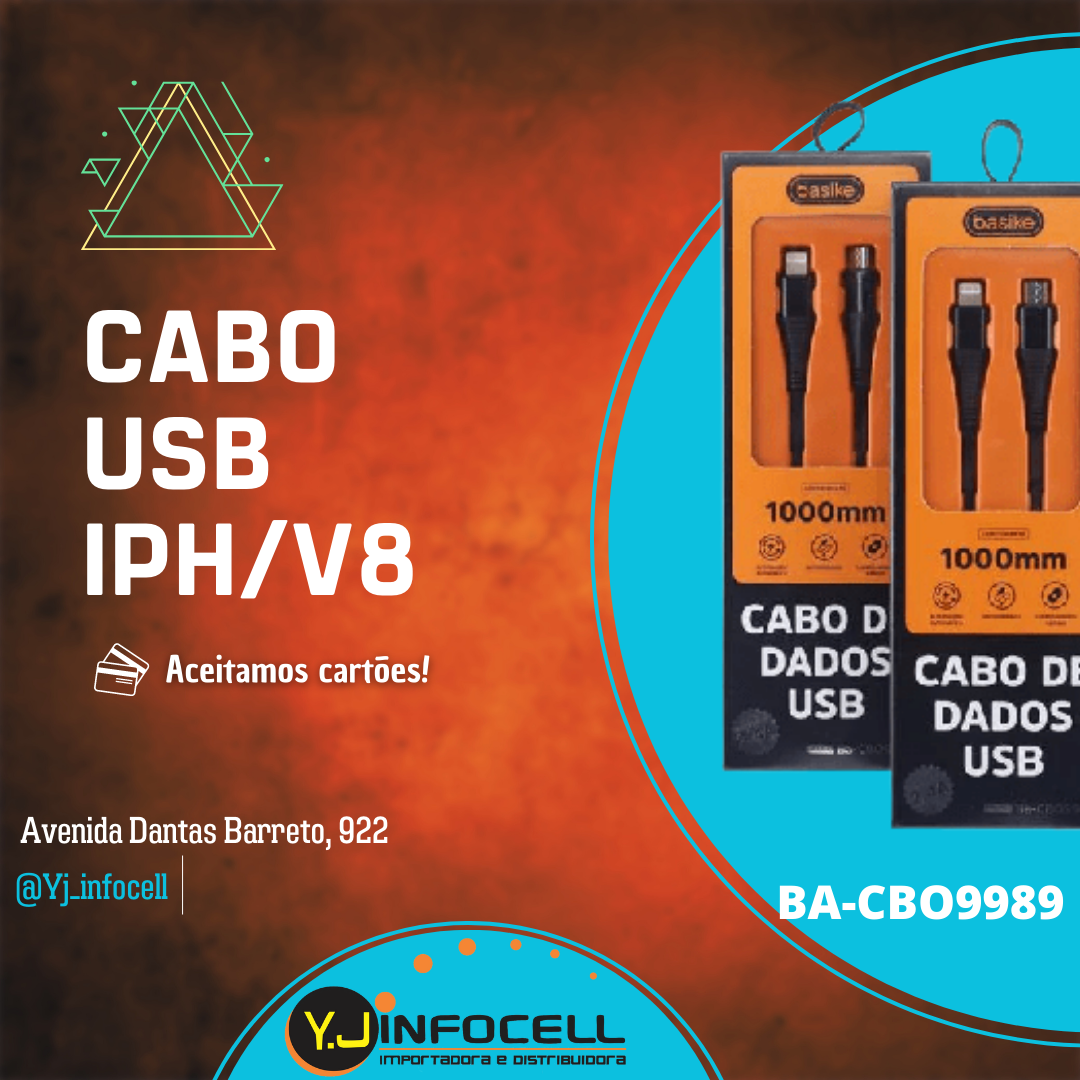 CABO
USB
IPH/V8
Aceitamos cartões!
Avenida Dantas Barreto, 922
@Yj_infocell
basike
1000mm
CABO D
DADOS
USB
basike
1000mm
CABO DE
DADOS
USB
BA-CBO9989
Y.J INFOCELL
IMPORTADORA E DISTRIBUIDORA